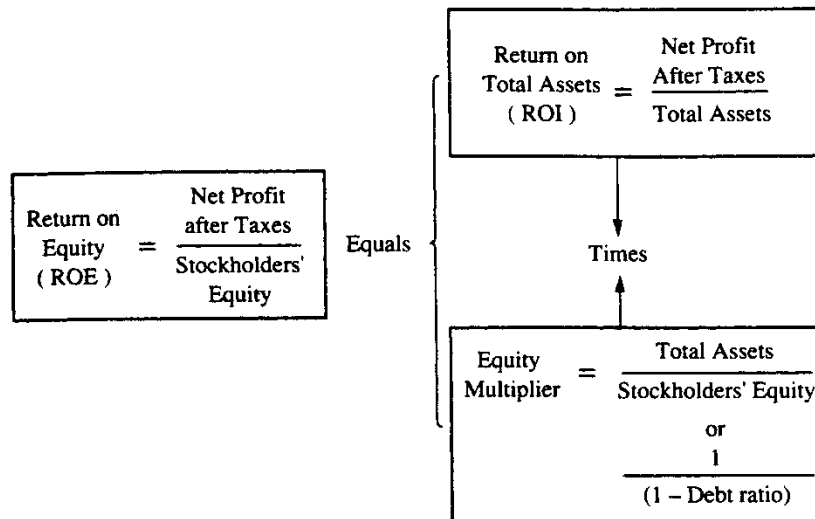 Return on
Equity
( ROE )
=
Net Profit
after Taxes
Stockholders'
Equity
Equals
Return on
Total Assets
( ROI )
=
Net Profit
After Taxes
Total Assets
Times
Equity
Multiplier
=
Total Assets
Stockholders' Equity
or
1
(1 – Debt ratio)